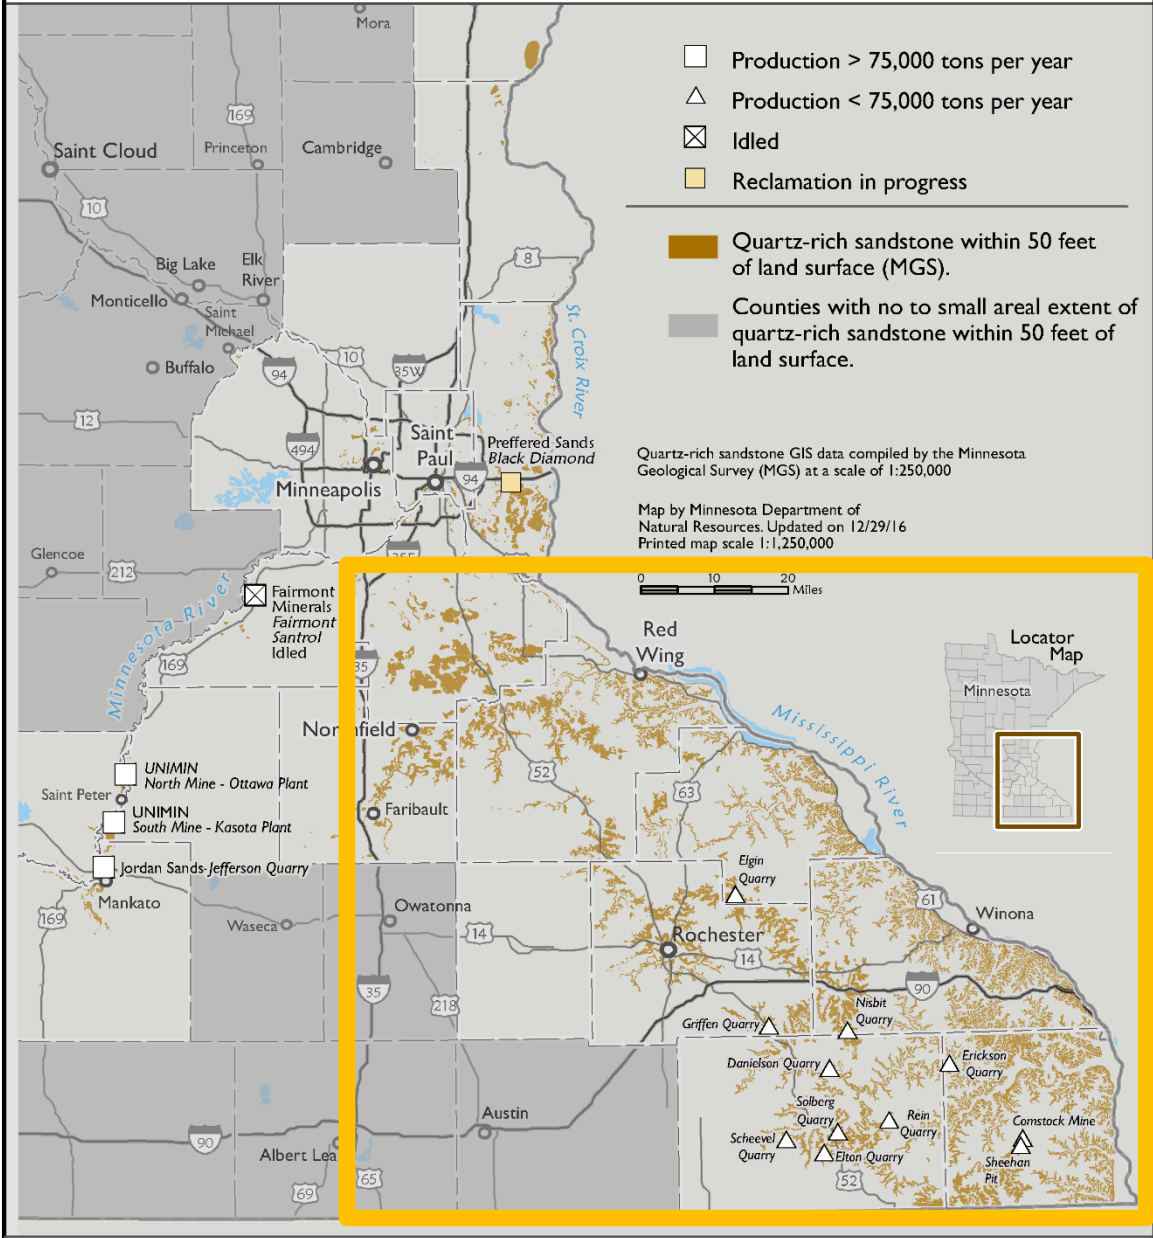 Mora
Production > 75,000 tons per year
Production < 75,000 tons per year
Idled
Reclamation in progress
Quartz-rich sandstone within 50 feet
of land surface (MGS).
Counties with no to small areal extent of
quartz-rich sandstone within 50 feet of
land surface.
169
Saint Cloud
Princeton
Cambridge
10
8
Big Lake
Elk
River
Monticello
Saint
Michael
St. Croix River
Buffalo
94
10
35W
12
494
Saint
Paul
94
Minneapolis
Preffered Sands
Black Diamond
Quartz-rich sandstone GIS data compiled by the Minnesota
Geological Survey (MGS) at a scale of 1:250,000
Map by Minnesota Department of
Natural Resources. Updated on 12/29/16
Printed map scale 1:1,250,000
Glencoe
212
35E
0 10 20
Miles
Minnesota River
Fairmont
Minerals
Fairmont
Santrol
Idled
169
35
Red
Wing
Locator
Map
Minnesota
Mississippi River
Northfield
52
63
UNIMIN
North Mine - Ottawa Plant
Saint Peter
UNIMIN
South Mine - Kasota Plant
Faribault
Jordan Sands-Jefferson Quarry
Mankato
169
Elgin
Quarry
61
Winona
Waseca
Owatonna
14
Rochester
14
90
35
218
Griffen Quarry
Nisbit
Quarry
Danielson Quarry
Erickson
Quarry
Solberg
Quarry
Rein
Quarry
Comstock Mine
Scheevel
Quarry
Elton Quarry
Sheehan
Pit
52
90
Austin
Albert Lea
69
65